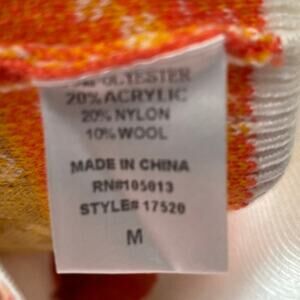 POLYESTER
20% ACRYLIC
20% NYLON
10% WOOL
MADE IN CHINA
RN#105013
STYLE# 17520
M